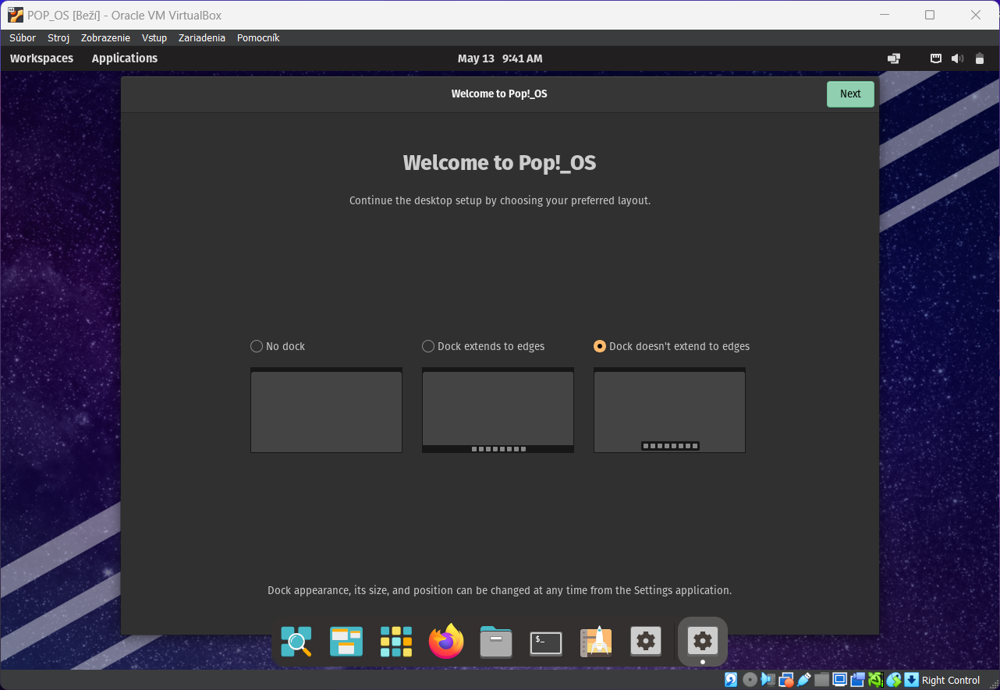 POP_OS [Beží] - Oracle VM VirtualBox
Súbor Stroj Zobrazenie Vstup Zariadenia Pomocník
Workspaces Applications May 13 9:41 AM
Welcome to Pop!_OS Next
Welcome to Pop!_OS
Continue the desktop setup by choosing your preferred layout.
No dock Dock extends to edges Dock doesn't extend to edges
Dock appearance, its size, and position can be changed at any time from the Settings application.
$_
Right Control